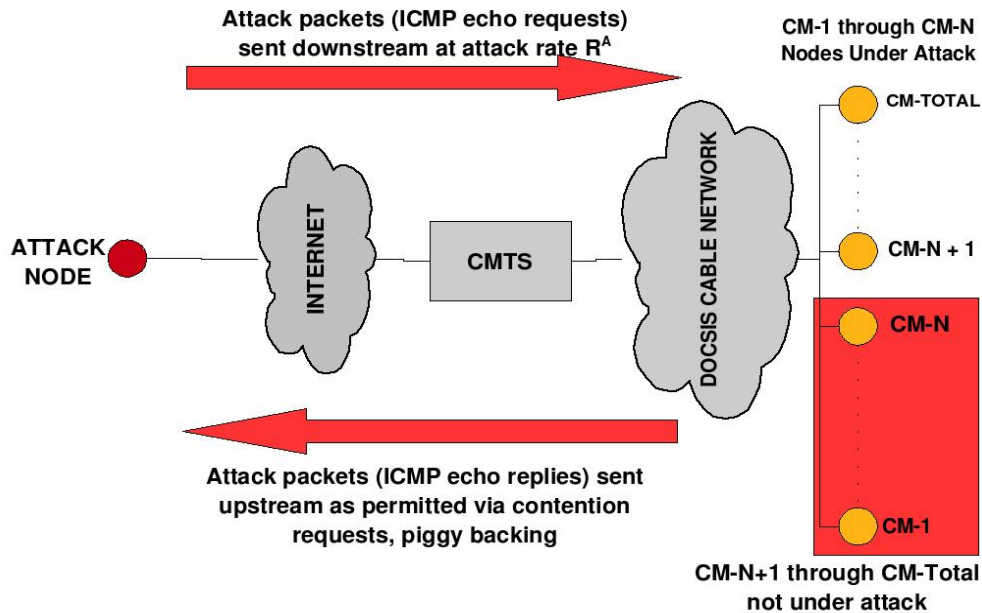 Attack packets (ICMP echo requests)
sent downstream at attack rate R^A
CM-1 through CM-N
Nodes Under Attack
CM-TOTAL
ATTACK
NODE
INTERNET
CMTS
DOCSIS CABLE NETWORK
CM-N + 1
CM-N
CM-1
Attack packets (ICMP echo replies) sent
upstream as permitted via contention
requests, piggy backing
CM-N+1 through CM-Total
not under attack